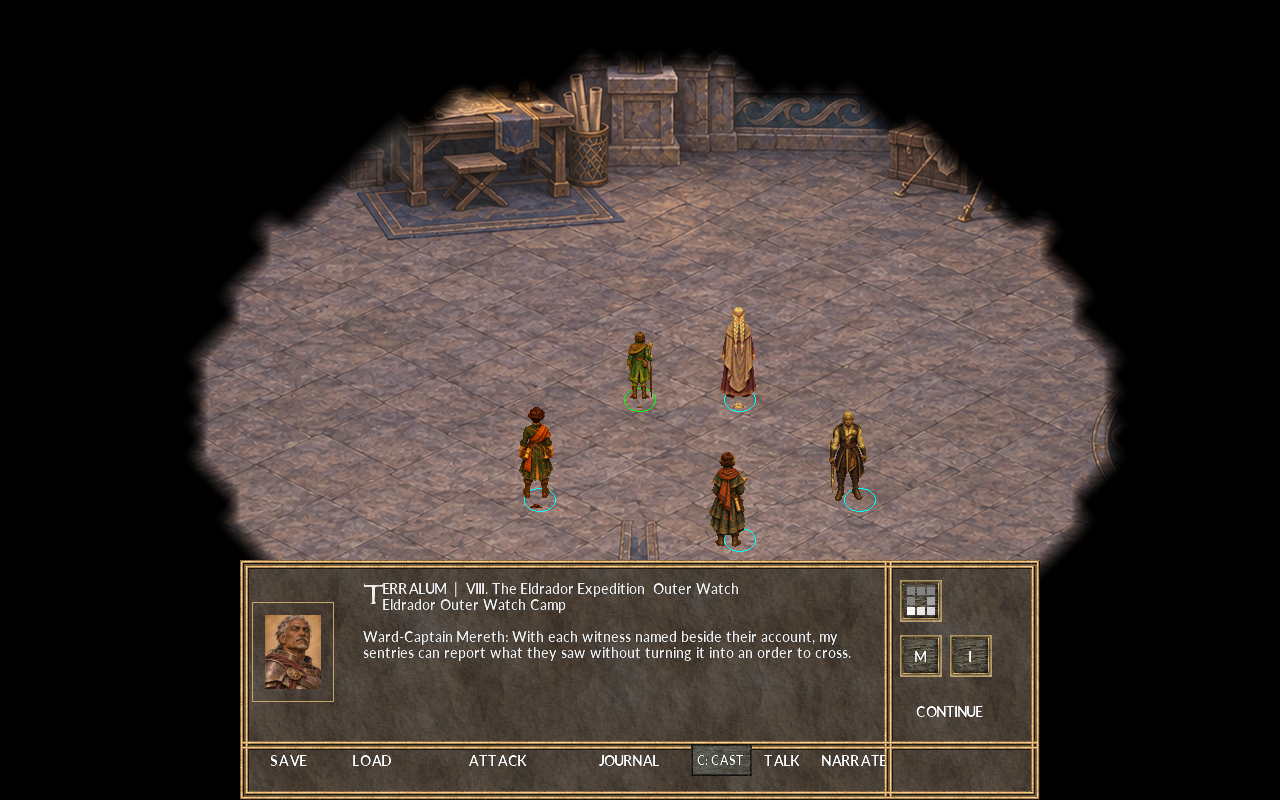 TERRALUM | VIII. The Eldrador Expedition Outer Watch
Eldrador Outer Watch Camp
Ward-Captain Mereth: With each witness named beside their account, my
sentries can report what they saw without turning it into an order to cross.
M I
CONTINUE
SAVE LOAD ATTACK JOURNAL C: CAST TALK NARRATE